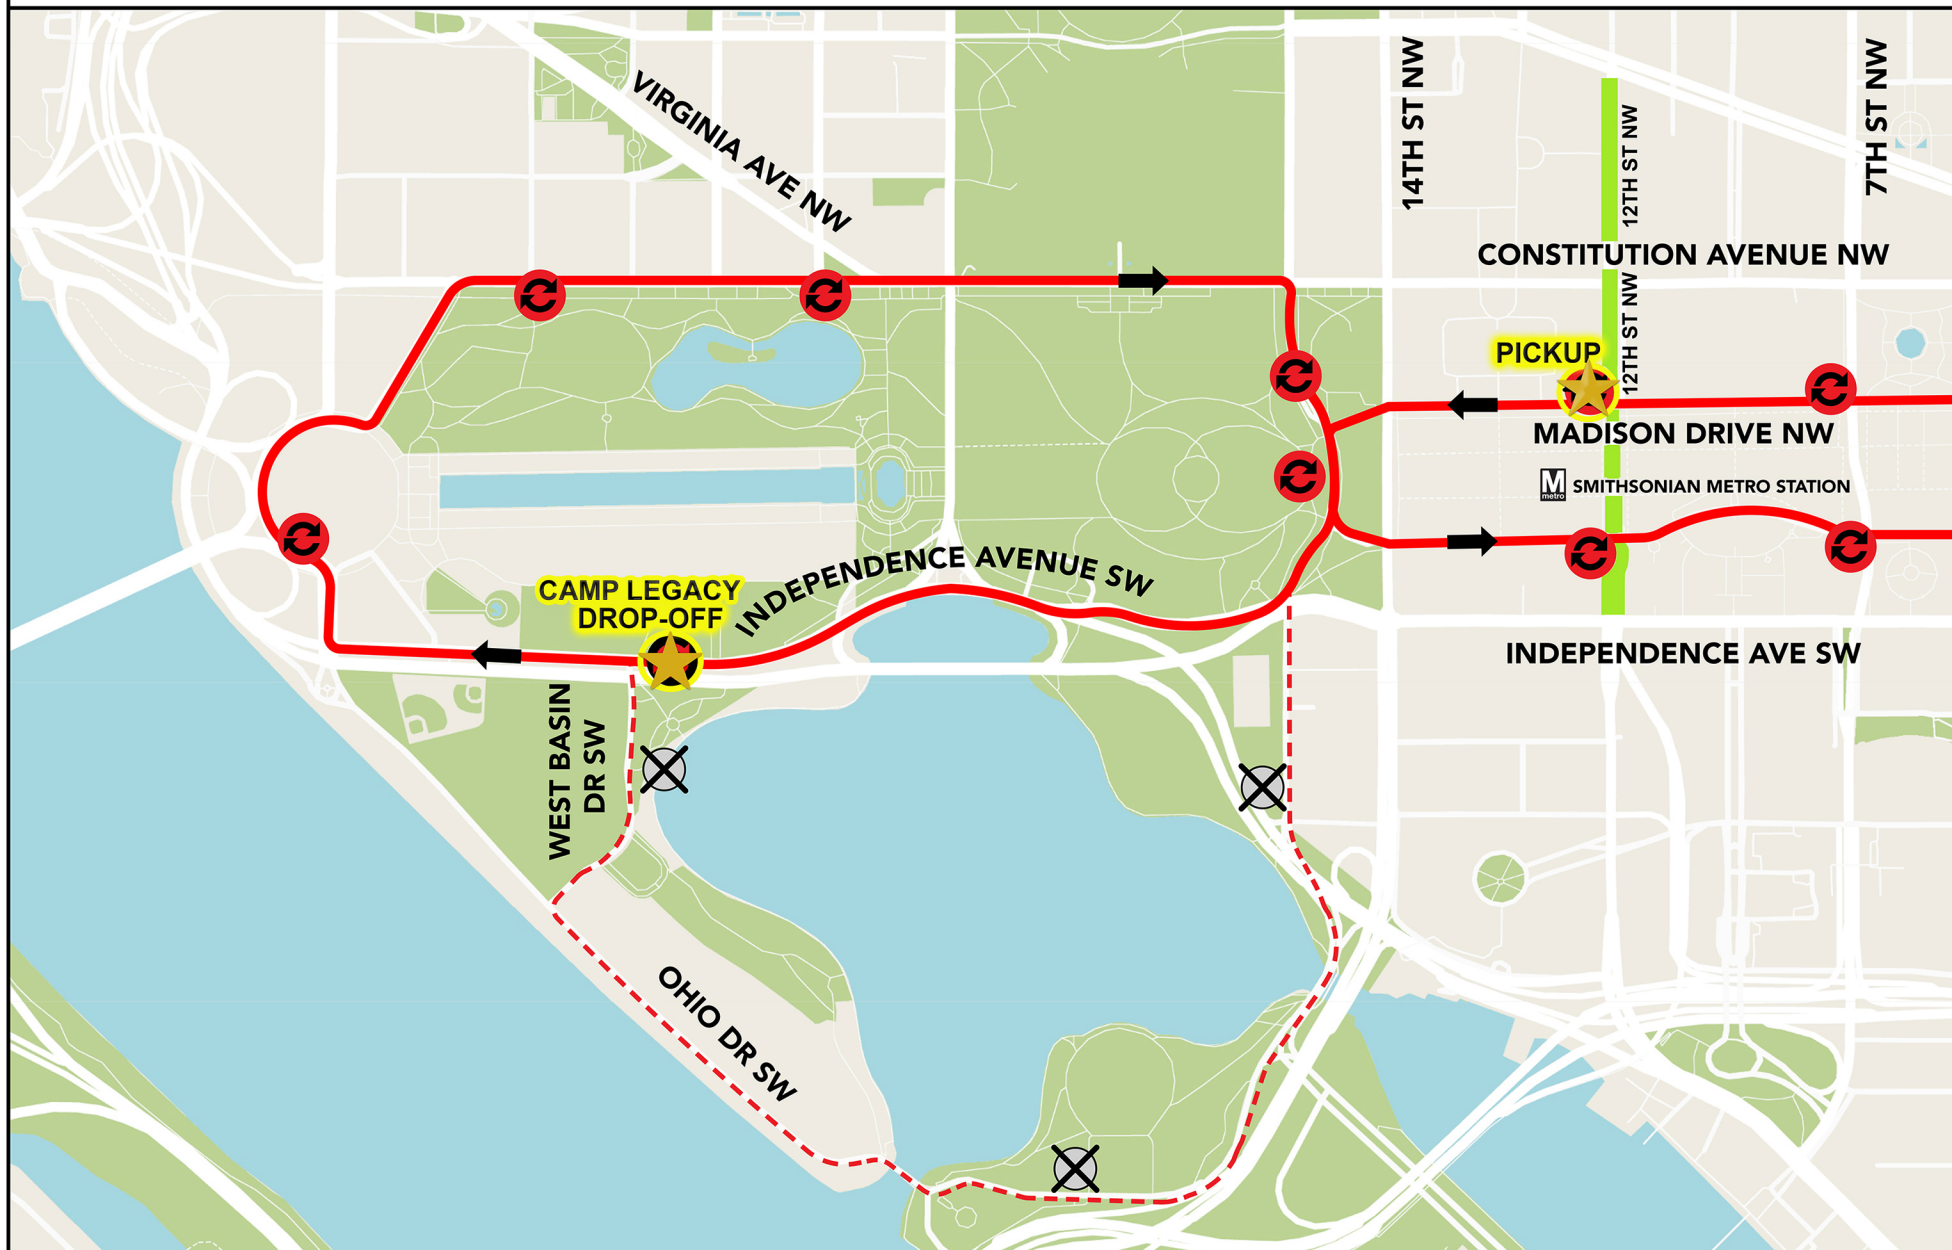 VIRGINIA AVE NW
14TH ST NW
12TH ST NW
7TH ST NW
CONSTITUTION AVENUE NW
12TH ST NW
PICKUP
MADISON DRIVE NW
M
metro
SMITHSONIAN METRO STATION
INDEPENDENCE AVENUE SW
CAMP LEGACY
DROP-OFF
INDEPENDENCE AVE SW
WEST BASIN
DR SW
OHIO DR SW